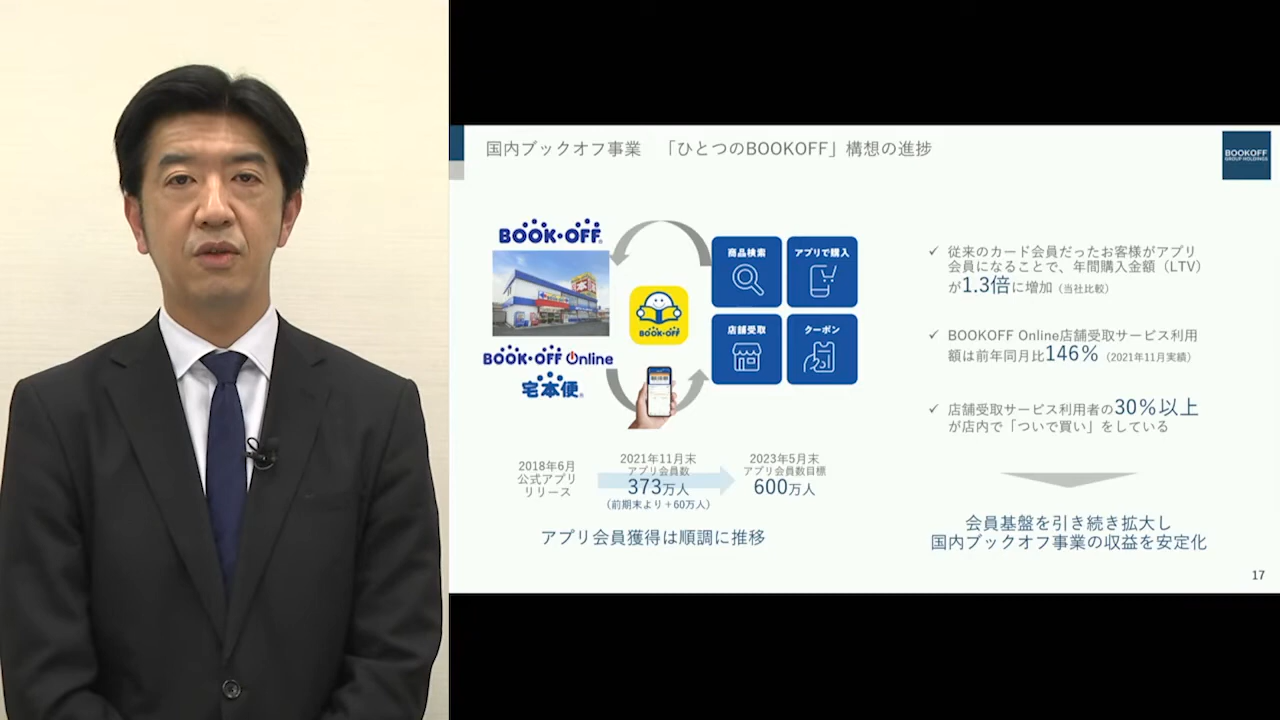 国内ブックオフ事業 「ひとつのBOOKOFF」構想の進捗
BOOKOFF
GROUP HOLDINGS
BOOK・OFF
本
BOOK・OFF Online
宅本便
BOOK・OFF
商品検索
アプリで購入
店舗受取
クーポン
✓ 従来のカード会員だったお客様がアプリ
会員になることで、年間購入金額（LTV）
が1.3倍に増加（当社比較）
✓ BOOKOFF Online店舗受取サービス利用
額は前年同月比146%（2021年11月実績）
✓ 店舗受取サービス利用者の30%以上
が店内で「ついで買い」をしている
2018年6月
公式アプリ
リリース
2021年11月末
アプリ会員数
373万人
（前期末より＋60万人）
2023年5月末
アプリ会員数目標
600万人
アプリ会員獲得は順調に推移
会員基盤を引き続き拡大し
国内ブックオフ事業の収益を安定化
17